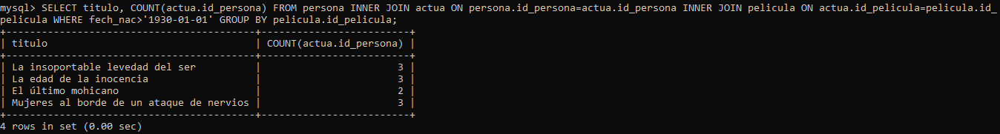 mysql> SELECT titulo, COUNT(actua.id_persona) FROM persona INNER JOIN actua ON persona.id_persona=actua.id_persona INNER JOIN pelicula ON actua.id_pelicula=pelicula.id_
pelicula WHERE fech_nac>'1930-01-01' GROUP BY pelicula.id_pelicula;
+-----------------------------------------+-------------------------+
| titulo                                  | COUNT(actua.id_persona) |
+-----------------------------------------+-------------------------+
| La insoportable levedad del ser         |                       3 |
| La edad de la inocencia                 |                       3 |
| El último mohicano                      |                       2 |
| Mujeres al borde de un ataque de nervios |                       3 |
+-----------------------------------------+-------------------------+
4 rows in set (0.00 sec)